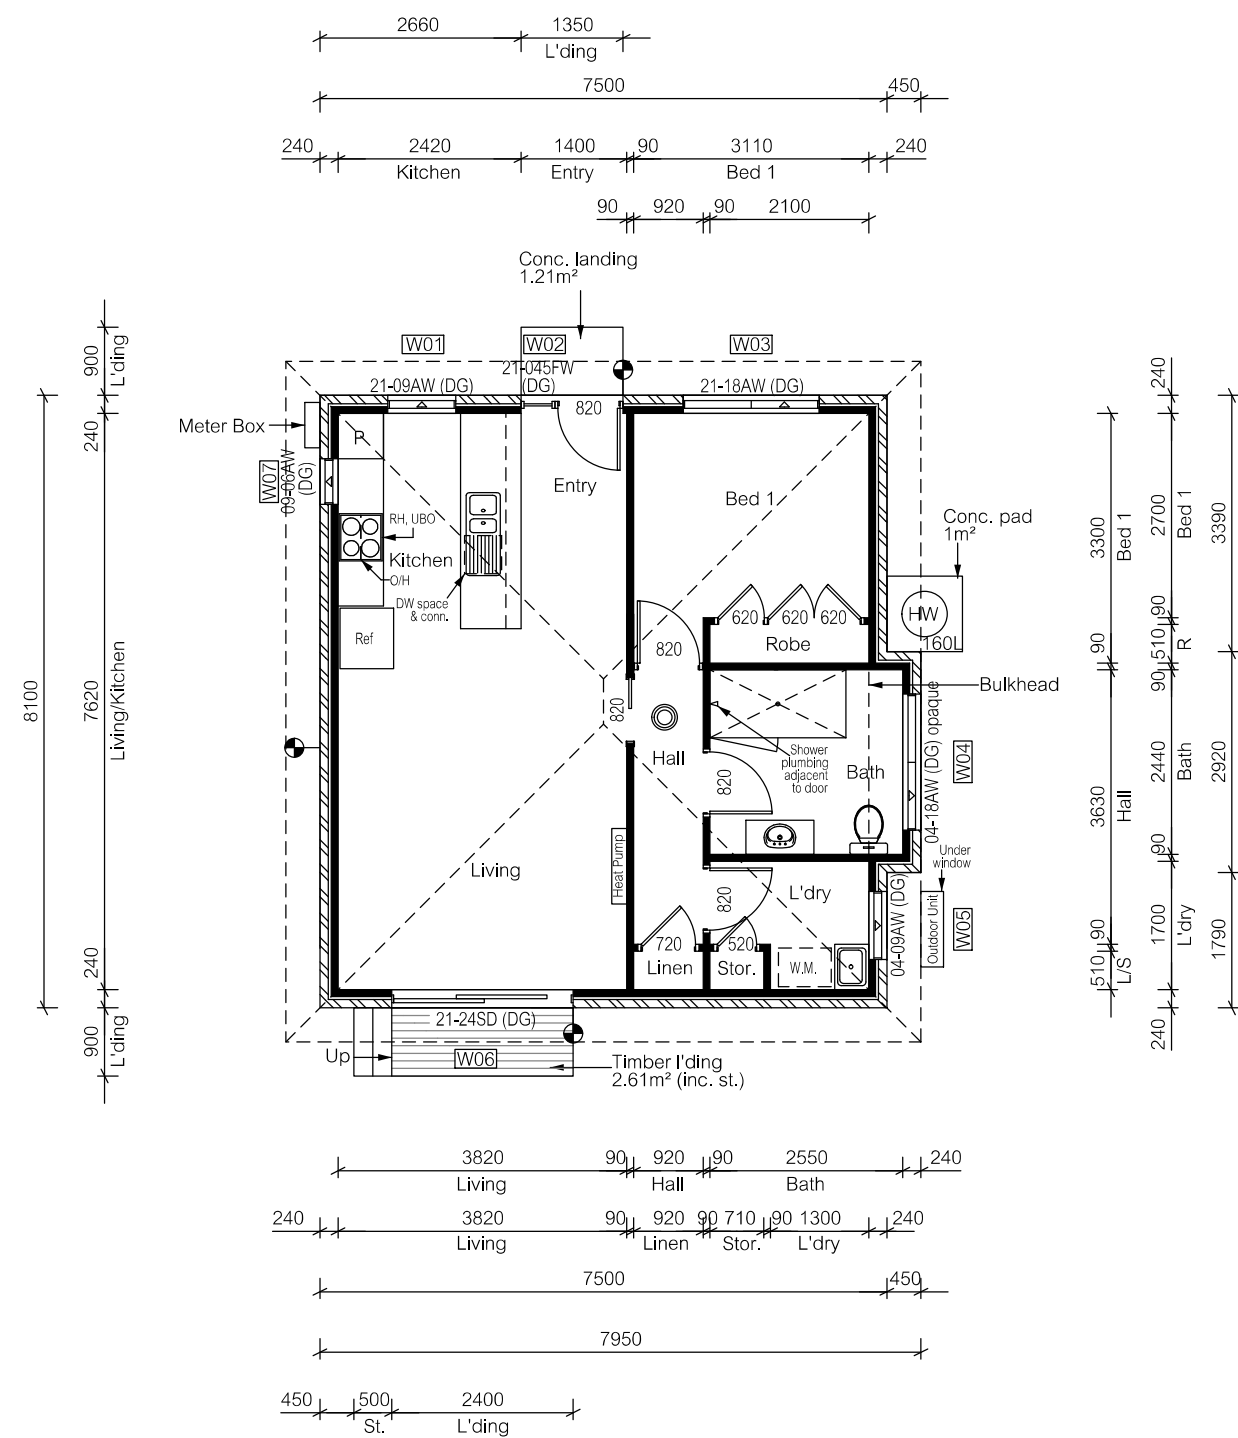 2660 1350
L'ding
7500 450
240 2420 1400 90 3110 240
Kitchen Entry Bed 1
90 920 90 2100
Conc. landing
1.21m²
W01 W02 W03
21-045FW
(DG)
21-09AW (DG)
21-18AW (DG)
820
Meter Box
W07
09-06AW
(DG)
P
Entry
Bed 1
RH, UBO
Kitchen
O/H
DW space
& conn.
Ref
Conc. pad
1m²
HW
160L
620 620 620
Robe
820
820
Bulkhead
Hall
Shower
plumbing
adjacent
to door
Bath
820
04-18AW (DG) opaque
W04
Under
window
Living
Heat Pump
L'dry
820
04-09AW (DG)
Outdoor Unit
W05
720 520
Linen Stor. W.M.
21-24SD (DG)
Up
W06
Timber l'ding
2.61m² (inc. st.)
8100
900
L'ding
240
7620
Living/Kitchen
240
900
L'ding
3300
Bed 1
90
3630
Hall
90
510
L/S
240
2700
Bed 1
90
510
R
90
2440
Bath
90
1700
L'dry
240
3390
2920
1790
3820 90 920 90 2550 240
Living Hall Bath
240 3820 90 920 90 710 90 1300 240
Living Linen Stor. L'dry
7500 450
7950
450 500 2400
St. L'ding